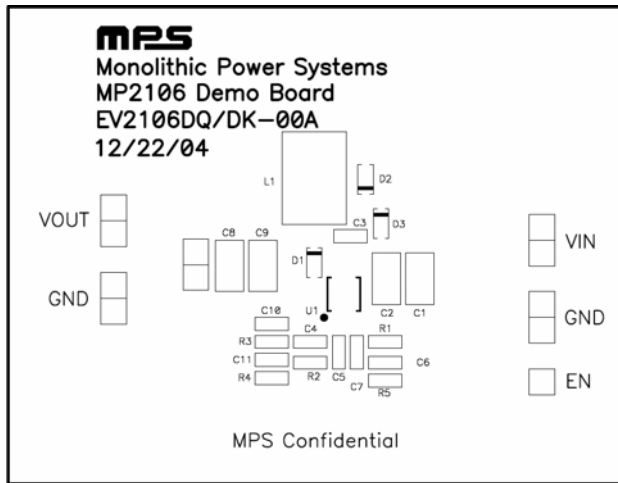 MPS
Monolithic Power Systems
MP2106 Demo Board
EV2106DQ/DK-00A
12/22/04
L1
D2
VOUT
C3
D3
C8
C9
VIN
D1
GND
U1
C2
C1
GND
C10
R3
C4
R1
C11
R2
C5
C6
R4
C7
R5
EN
MPS Confidential